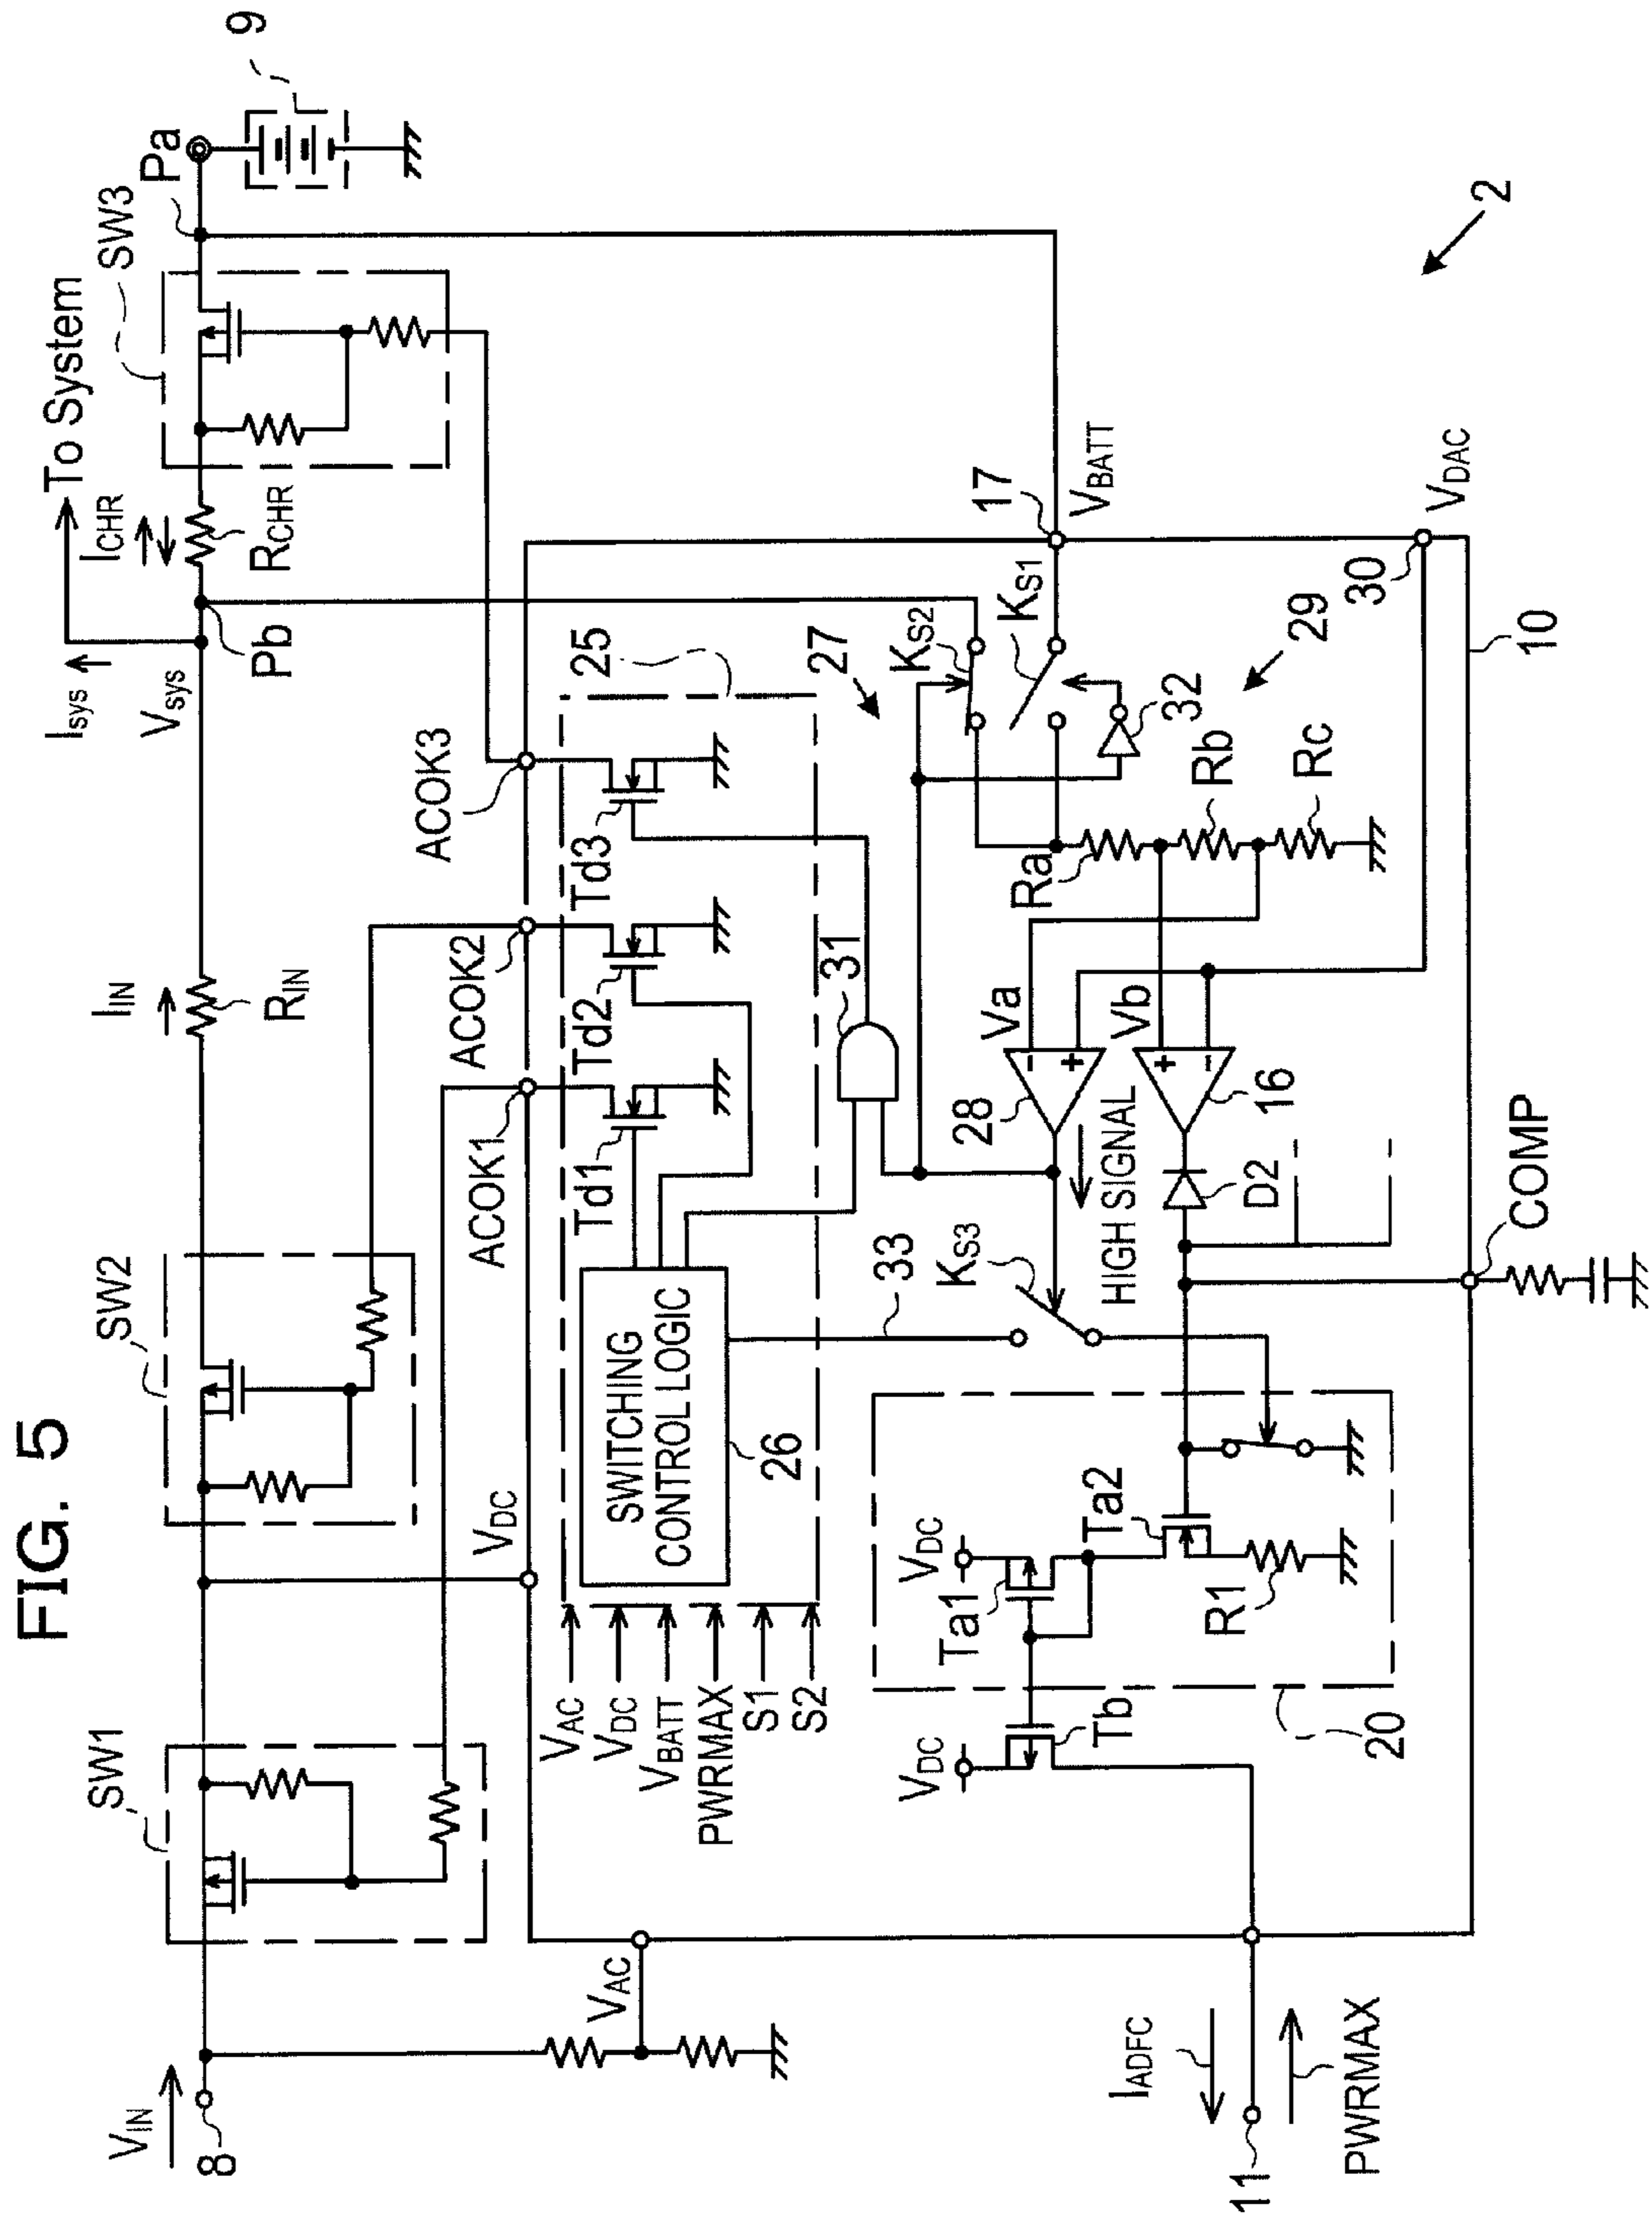 FIG. 5
V_IN
8
SW1
SW2
I_IN
R_IN
I_sys
V_sys
To System
I_CHR
R_CHR
Pb
SW3
Pa
9
V_AC
V_DC
ACOK1
ACOK2
ACOK3
V_AC
V_DC
V_BATT
PWRMAX
S1
S2
SWITCHING
CONTROL LOGIC
26
Td1
Td2
Td3
25
27
31
33
K_S3
K_S2
K_S1
17
V_BATT
32
29
Ra
Rb
Rc
30
V_DAC
Va
Vb
28
16
HIGH SIGNAL
D2
COMP
10
2
V_DC
Tb
V_DC
Ta1
Ta2
R1
20
I_ADFC
11
PWRMAX